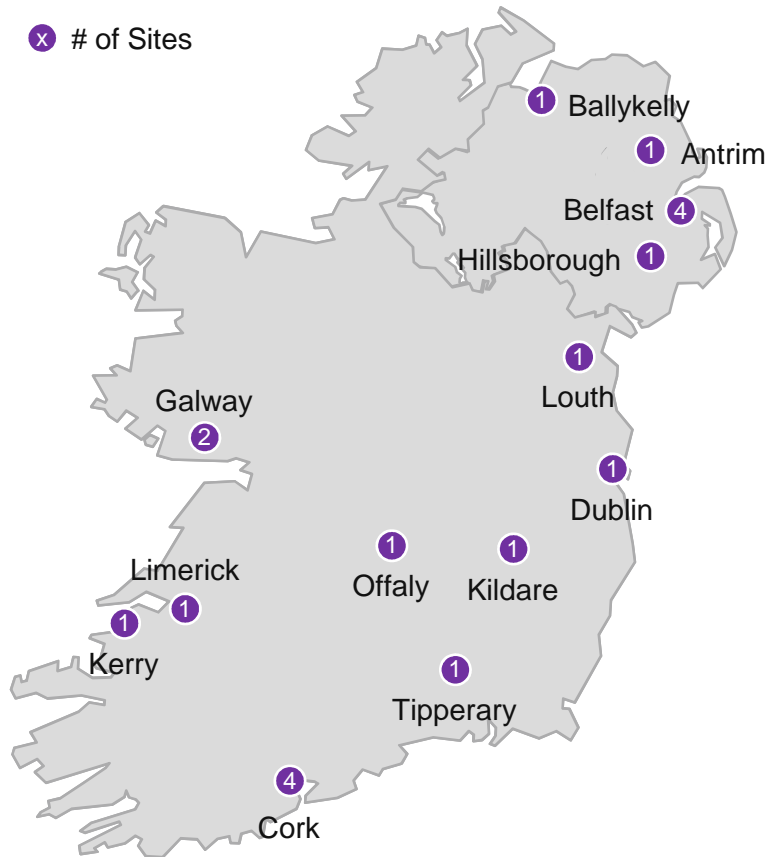 x # of Sites
1 Ballykelly
1 Antrim
Belfast 4
Hillsborough 1
1
Louth
Galway
2
1
Dublin
1
Offaly
1
Kildare
Limerick
1
1
Kerry
1
Tipperary
4
Cork